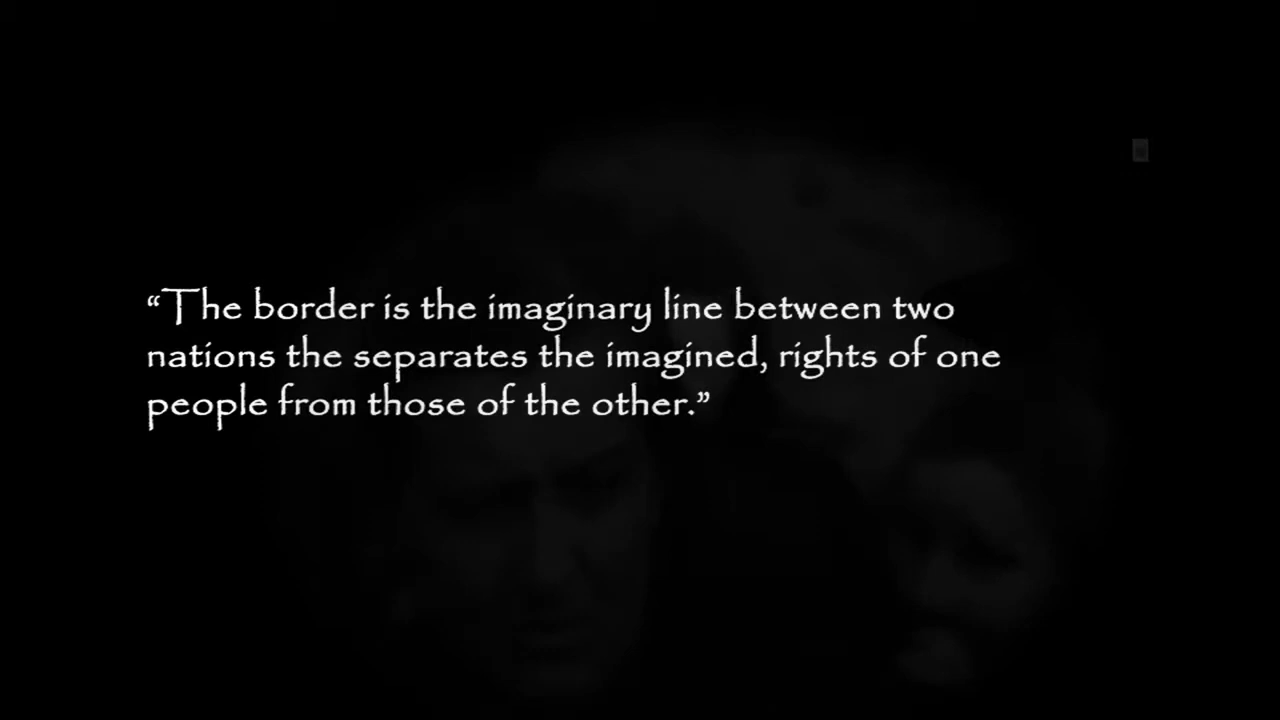 “The border is the imaginary line between two
nations the separates the imagined, rights of one
people from those of the other.”